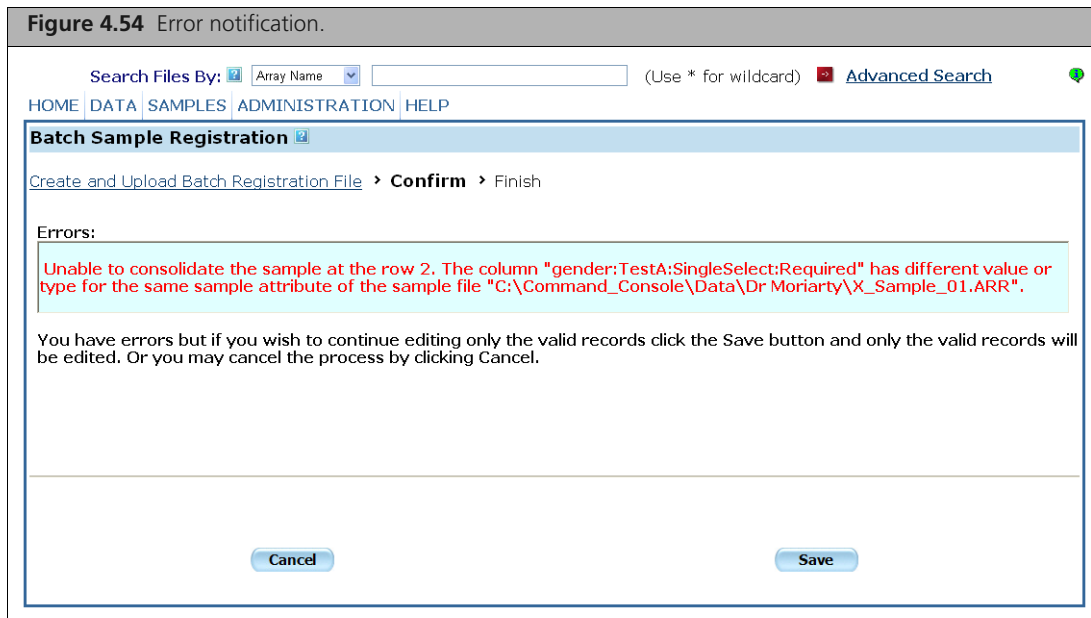 Figure 4.54 Error notification.
Search Files By: Array Name (Use * for wildcard) Advanced Search
HOME DATA SAMPLES ADMINISTRATION HELP
Batch Sample Registration
Create and Upload Batch Registration File > Confirm > Finish
Errors:
Unable to consolidate the sample at the row 2. The column "gender:TestA:SingleSelect:Required" has different value or
type for the same sample attribute of the sample file "C:\Command_Console\Data\Dr Moriarty\X_Sample_01.ARR".
You have errors but if you wish to continue editing only the valid records click the Save button and only the valid records will
be edited. Or you may cancel the process by clicking Cancel.
Cancel Save